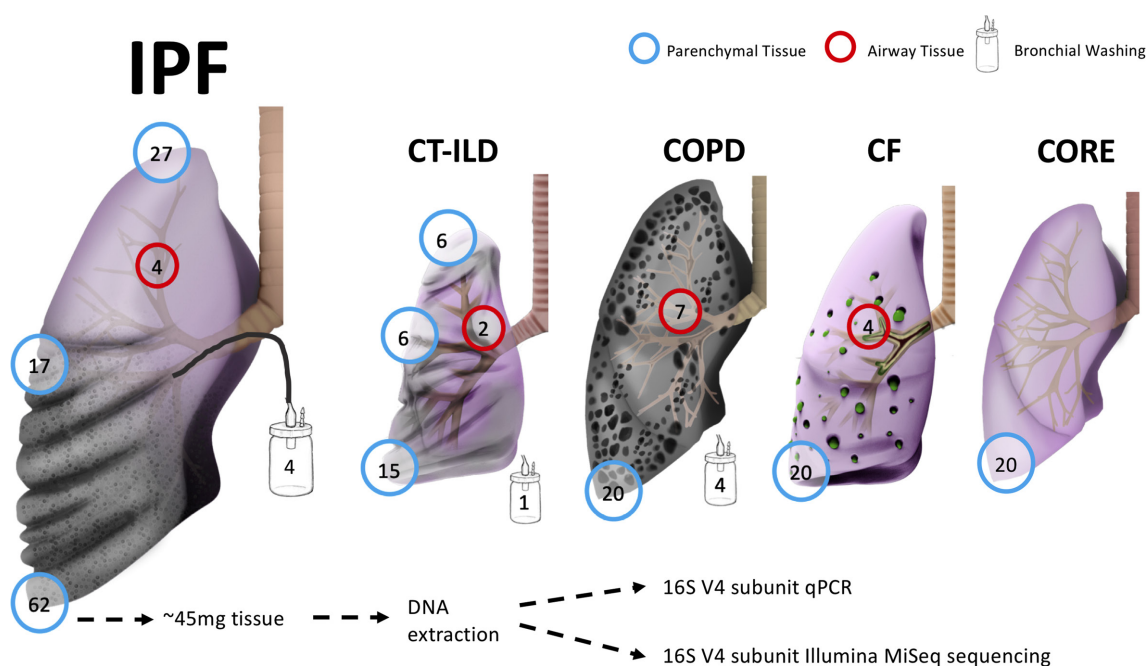 IPF
Parenchymal Tissue
Airway Tissue
Bronchial Washing
CT-ILD
COPD
CF
CORE
27
4
17
4
62
6
6
2
15
1
7
20
4
4
20
20
~45mg tissue
DNA
extraction
16S V4 subunit qPCR
16S V4 subunit Illumina MiSeq sequencing